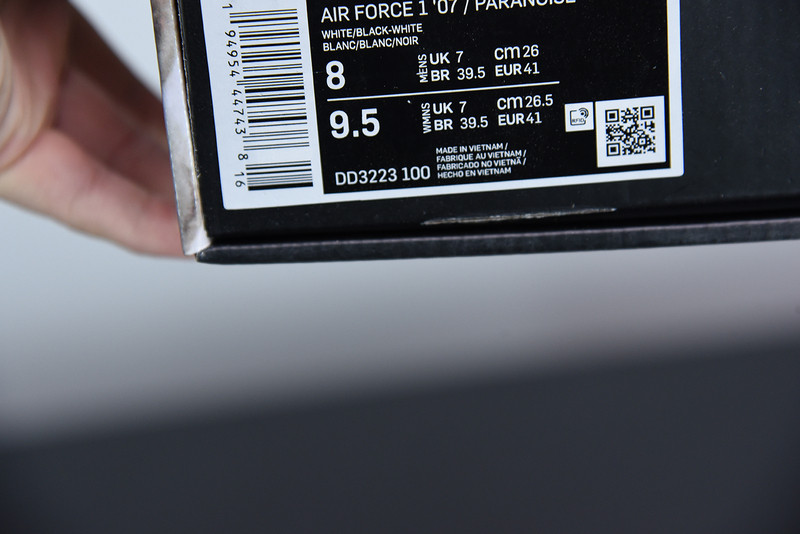 AIR FORCE 1 '07 / PARANOISE
WHITE/BLACK-WHITE
BLANC/BLANC/NOIR
8 MENS UK 7 cm 26
BR 39.5 EUR 41
9.5 WMNS UK 7 cm 26.5
BR 39.5 EUR 41
MADE IN VIETNAM /
FABRIQUE AU VIETNAM /
FABRICADO NO VIETNÃ /
HECHO EN VIETNAM
DD3223 100
1 94954 44743 8 16
RFID